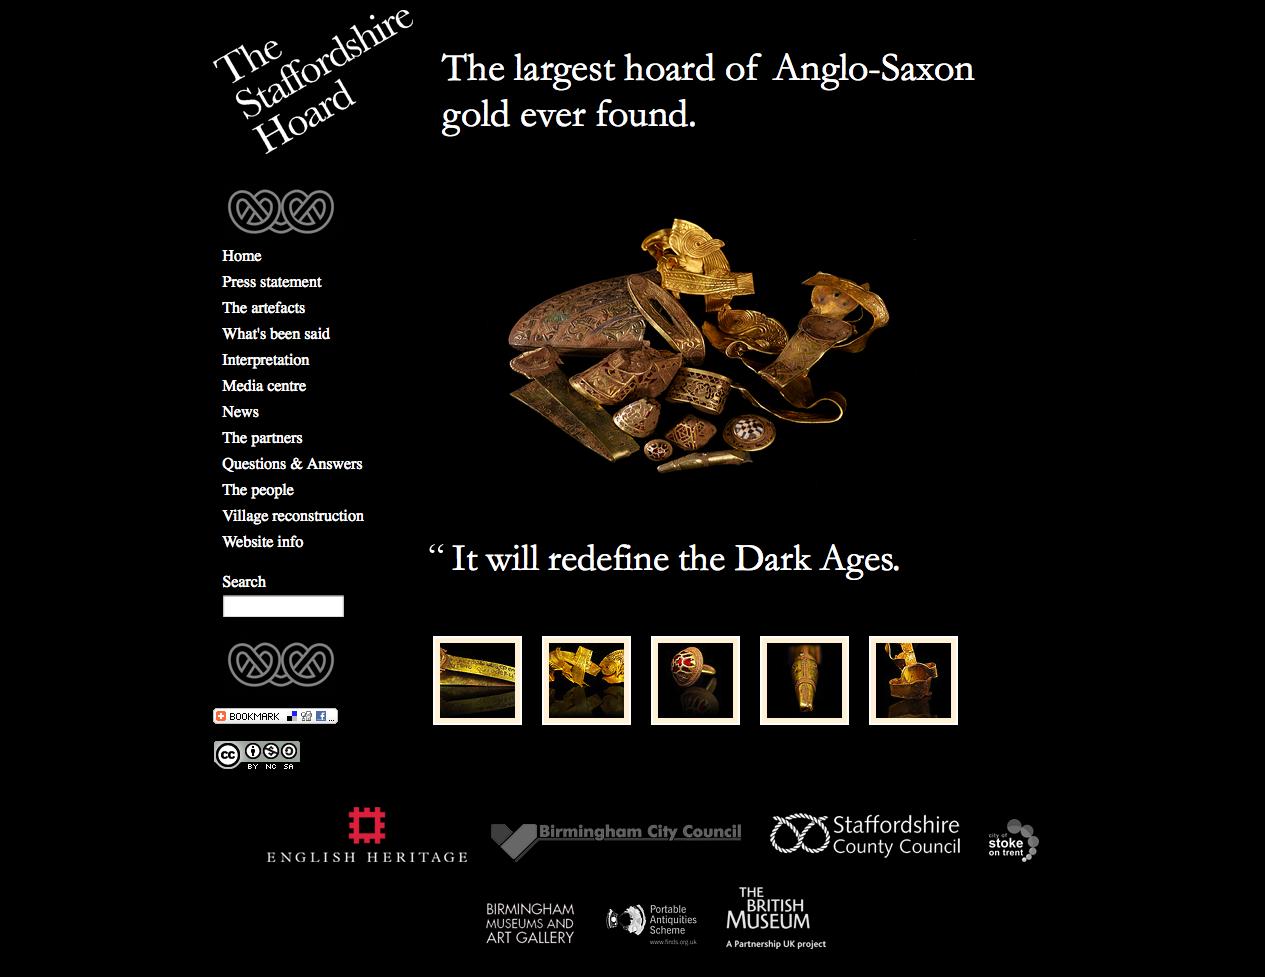 The
Staffordshire
Hoard
The largest hoard of Anglo-Saxon
gold ever found.
Home
Press statement
The artefacts
What's been said
Interpretation
Media centre
News
The partners
Questions & Answers
The people
Village reconstruction
Website info
Search
“ It will redefine the Dark Ages.
BOOKMARK ...
cc
BY NC SA
ENGLISH HERITAGE
Birmingham City Council
Staffordshire
County Council
city of
stoke
on trent
BIRMINGHAM
MUSEUMS AND
ART GALLERY
Portable
Antiquities
Scheme
www.finds.org.uk
THE
BRITISH
MUSEUM
A Partnership UK project